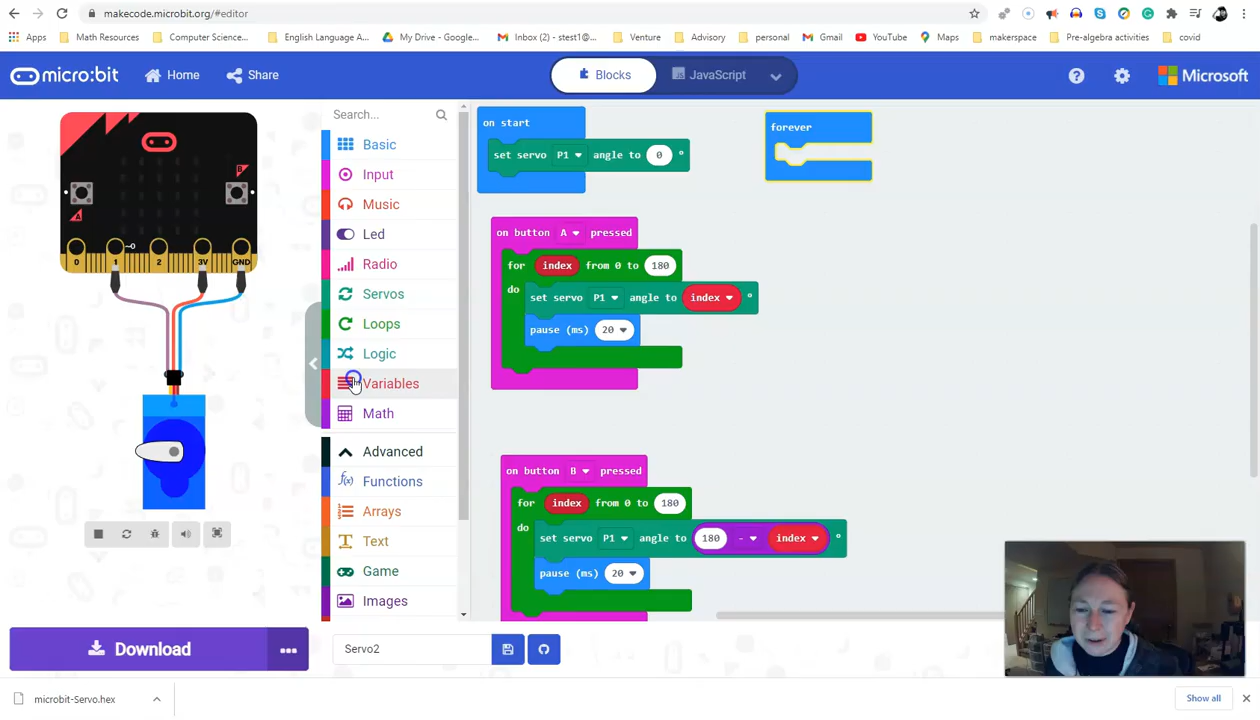 makecode.microbit.org/#editor
Apps Math Resources Computer Science... English Language A... My Drive – Google... Inbox (2) - stest1@... Venture Advisory personal Gmail YouTube Maps makerspace Pre-algebra activities covid
micro:bit Home Share Blocks JavaScript ? Microsoft
Search...
Basic
Input
Music
Led
Radio
Servos
Loops
Logic
Variables
Math
Advanced
Functions
Arrays
Text
Game
Images
A
B
0 1 2 3V GND
on start
set servo P1 angle to 0 °
forever
on button A pressed
for index from 0 to 180
do set servo P1 angle to index °
pause (ms) 20
on button B pressed
for index from 0 to 180
do set servo P1 angle to 180 - index °
pause (ms) 20
Download ... Servo2
microbit-Servo.hex Show all